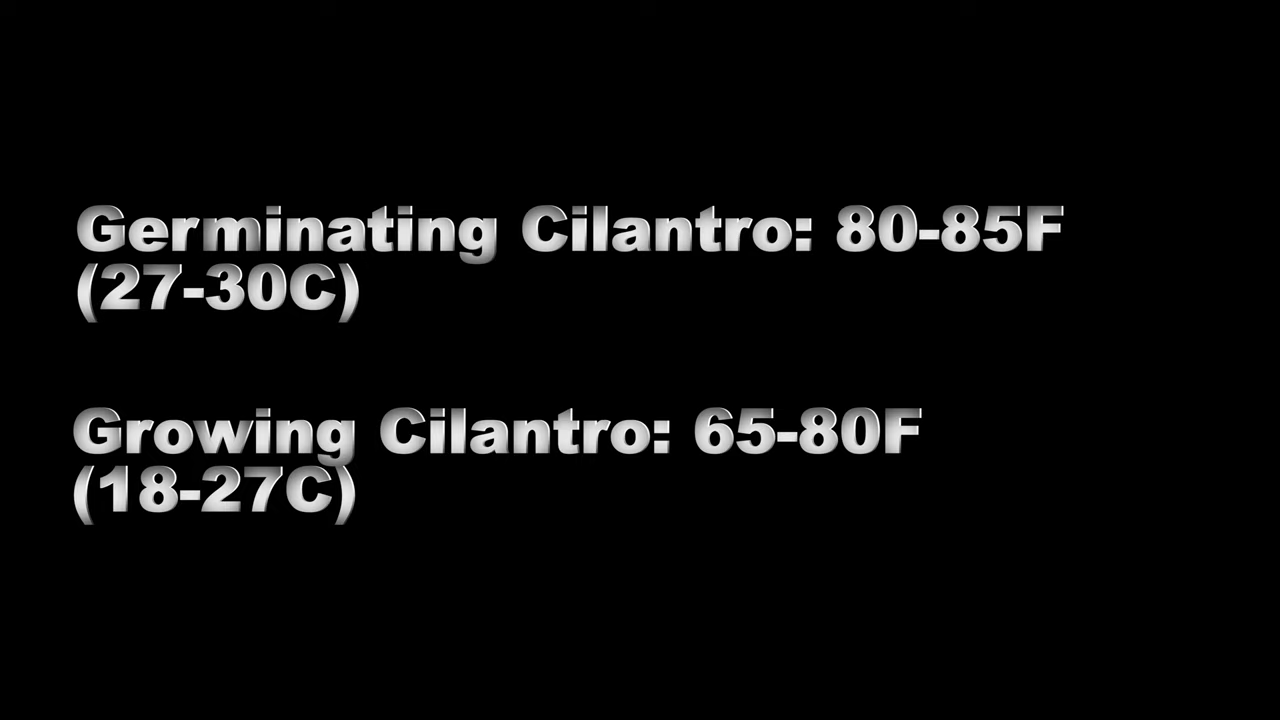 Germinating Cilantro: 80-85F
(27-30C)
Growing Cilantro: 65-80F
(18-27C)